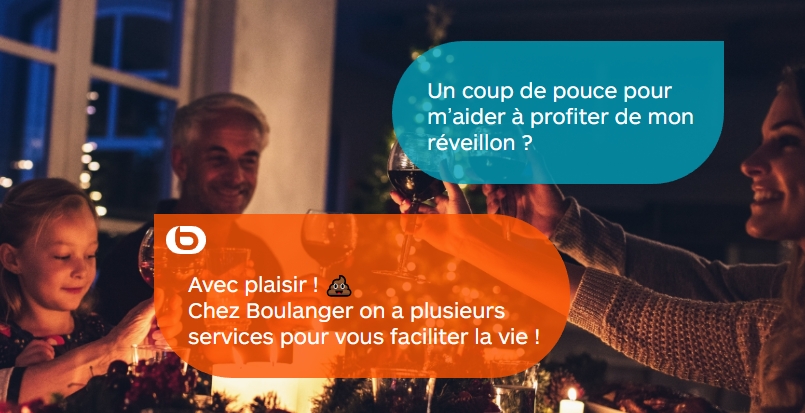 Un coup de pouce pour
m'aider à profiter de mon
réveillon ?
b
Avec plaisir ! 💩
Chez Boulanger on a plusieurs
services pour vous faciliter la vie !